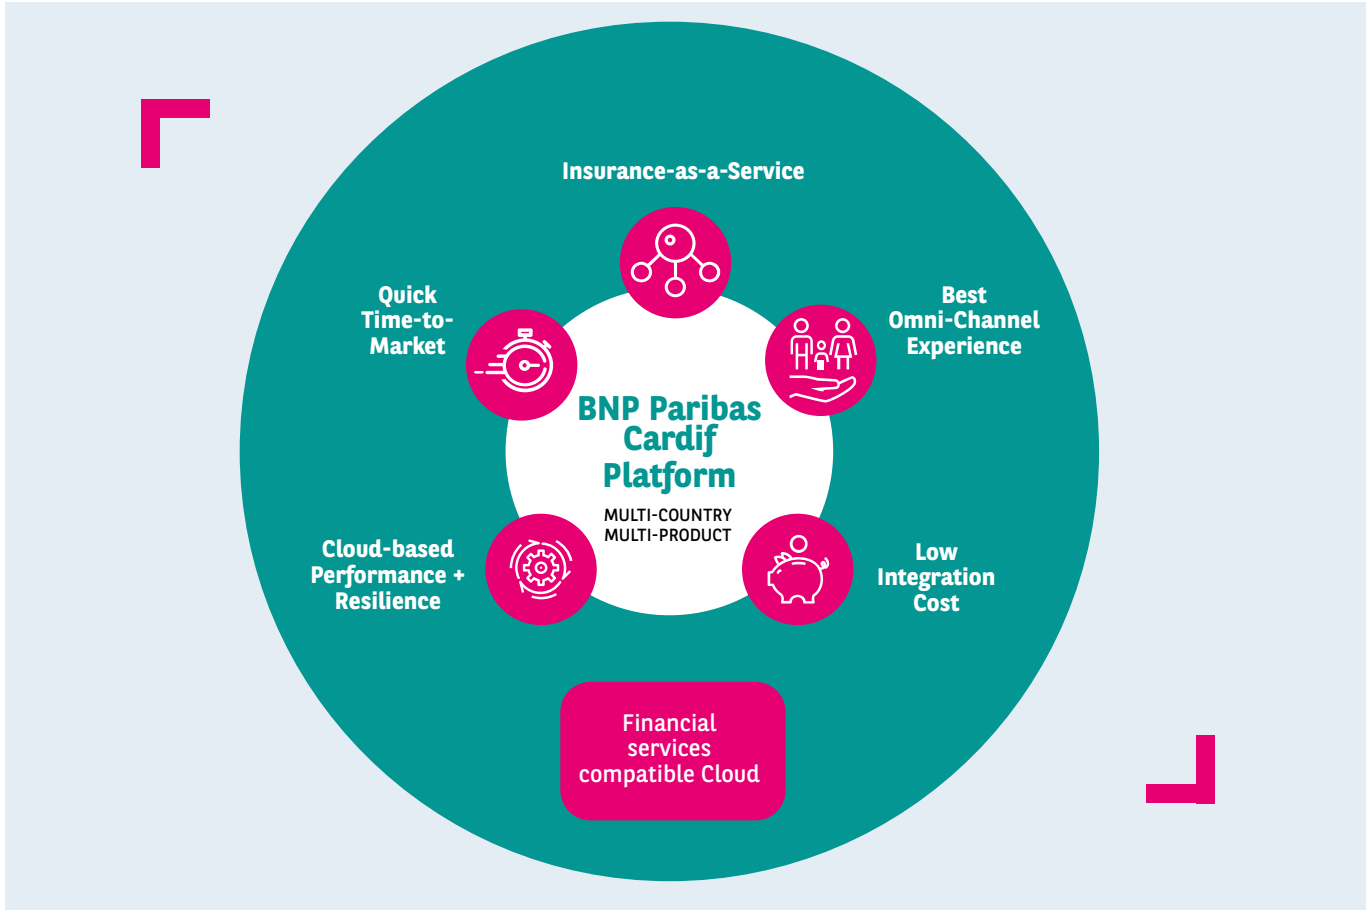 Insurance-as-a-Service
Quick
Time-to-
Market
Best
Omni-Channel
Experience
BNP Paribas
Cardif
Platform
MULTI-COUNTRY
MULTI-PRODUCT
Cloud-based
Performance +
Resilience
Low
Integration
Cost
Financial
services
compatible Cloud